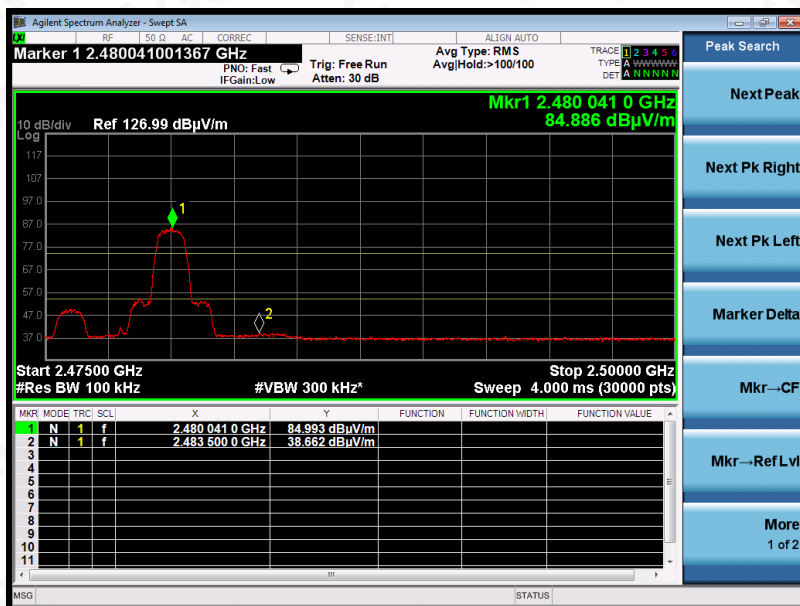 Agilent Spectrum Analyzer - Swept SA
LXI RF 50 Ω AC CORREC SENSE:INT ALIGN AUTO
Marker 1 2.480041001367 GHz
PNO: Fast
IFGain:Low
Trig: Free Run
Atten: 30 dB
Avg Type: RMS
Avg|Hold:>100/100
TRACE 1 2 3 4 5 6
TYPE A WWWWW
DET A N N N N N
Mkr1 2.480 041 0 GHz
84.886 dBµV/m
10 dB/div Ref 126.99 dBµV/m
Log
117
107
97.0
87.0
77.0
67.0
57.0
47.0
37.0
1
2
Start 2.47500 GHz Stop 2.50000 GHz
#Res BW 100 kHz #VBW 300 kHz* Sweep 4.000 ms (30000 pts)
MKR MODE TRC SCL X Y FUNCTION FUNCTION WIDTH FUNCTION VALUE
1 N 1 f 2.480 041 0 GHz 84.993 dBµV/m
2 N 1 f 2.483 500 0 GHz 38.662 dBµV/m
3
4
5
6
7
8
9
10
11
MSG STATUS
Peak Search
Next Peak
Next Pk Right
Next Pk Left
Marker Delta
Mkr→CF
Mkr→Ref Lvl
More
1 of 2